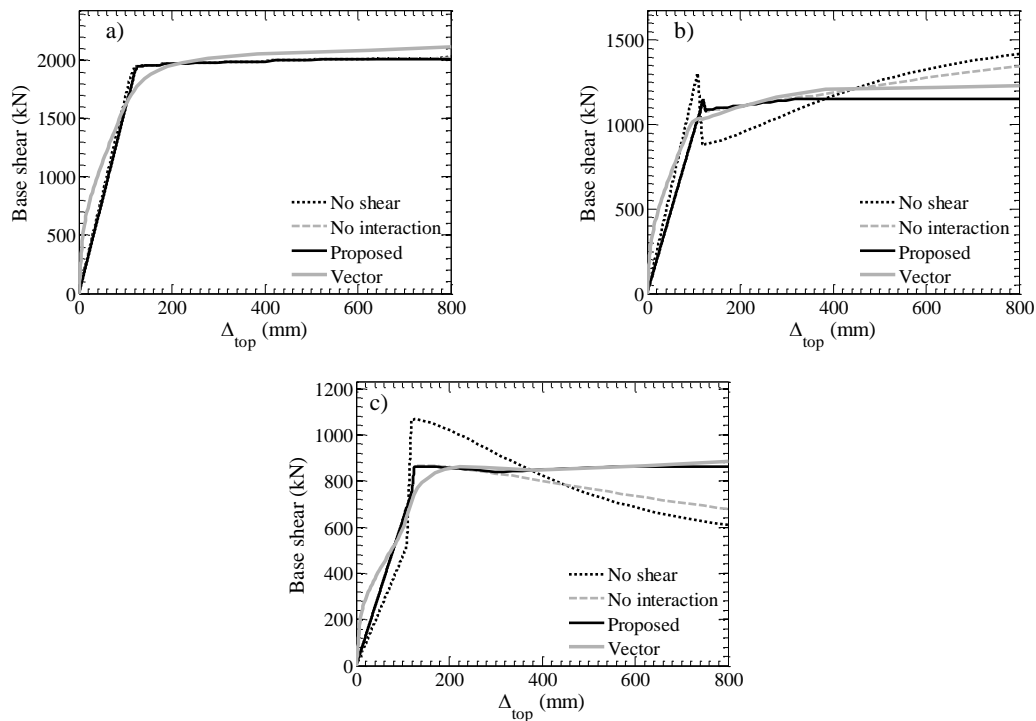 a)
2000
1500
1000
500
0
Base shear (kN)
No shear
No interaction
Proposed
Vector
0 200 400 600 800
Δtop (mm)
b)
1650
1100
550
0
Base shear (kN)
No shear
No interaction
Proposed
Vector
0 200 400 600 800
Δtop (mm)
c)
1200
1000
800
600
400
200
0
Base shear (kN)
No shear
No interaction
Proposed
Vector
0 200 400 600 800
Δtop (mm)